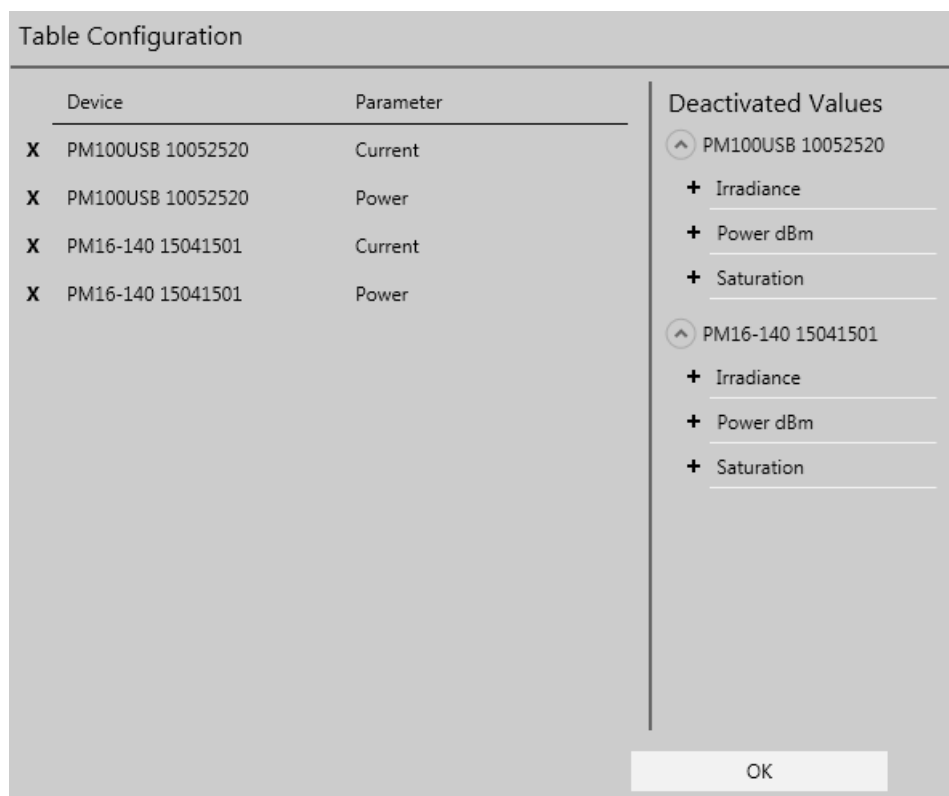 Table Configuration
Device Parameter
X PM100USB 10052520 Current
X PM100USB 10052520 Power
X PM16-140 15041501 Current
X PM16-140 15041501 Power
Deactivated Values
PM100USB 10052520
+ Irradiance
+ Power dBm
+ Saturation
PM16-140 15041501
+ Irradiance
+ Power dBm
+ Saturation
OK